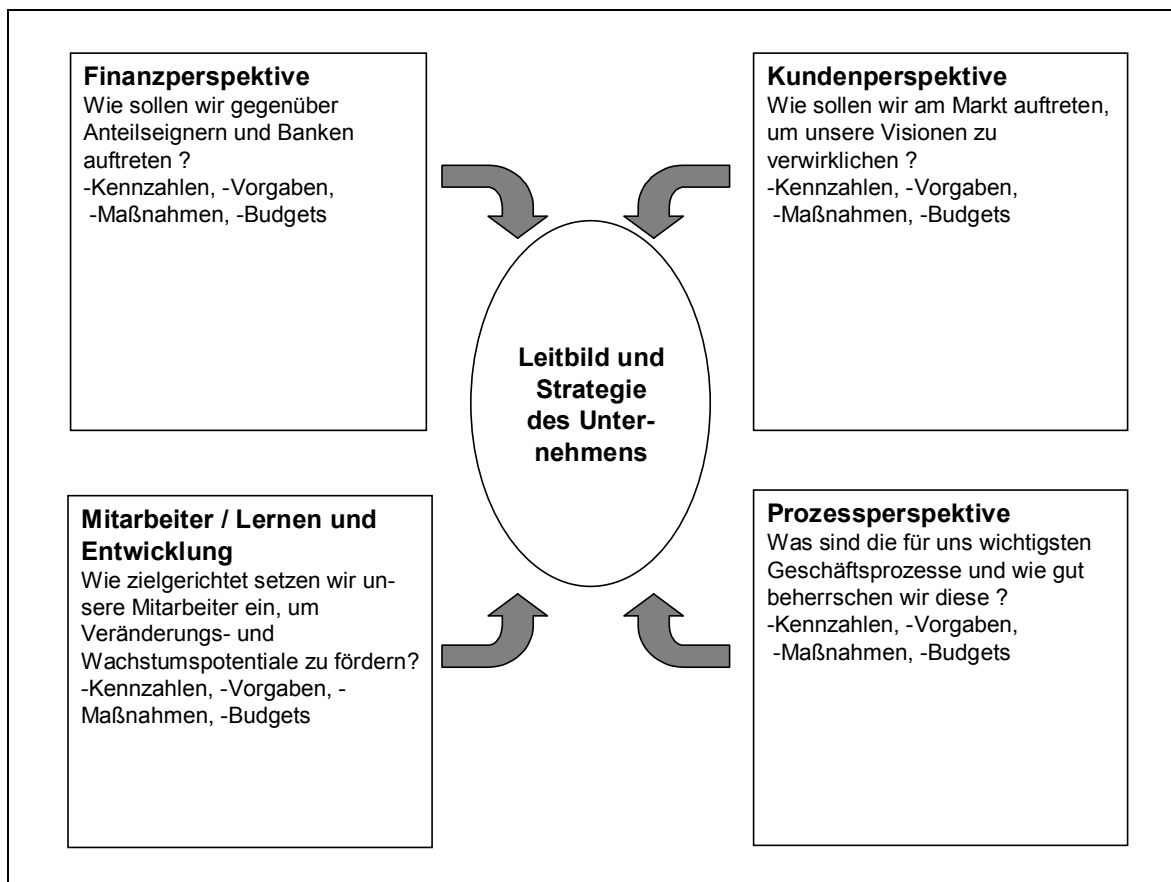 Finanzperspektive
Wie sollen wir gegenüber
Anteilseignern und Banken
auftreten ?
-Kennzahlen, -Vorgaben,
-Maßnahmen, -Budgets
Kundenperspektive
Wie sollen wir am Markt auftreten,
um unsere Visionen zu
verwirklichen ?
-Kennzahlen, -Vorgaben,
-Maßnahmen, -Budgets
Leitbild und
Strategie
des Unter-
nehmens
Mitarbeiter / Lernen und
Entwicklung
Wie zielgerichtet setzen wir un-
sere Mitarbeiter ein, um
Veränderungs- und
Wachstumspotentiale zu fördern?
-Kennzahlen, -Vorgaben, -
Maßnahmen, -Budgets
Prozessperspektive
Was sind die für uns wichtigsten
Geschäftsprozesse und wie gut
beherrschen wir diese ?
-Kennzahlen, -Vorgaben,
-Maßnahmen, -Budgets